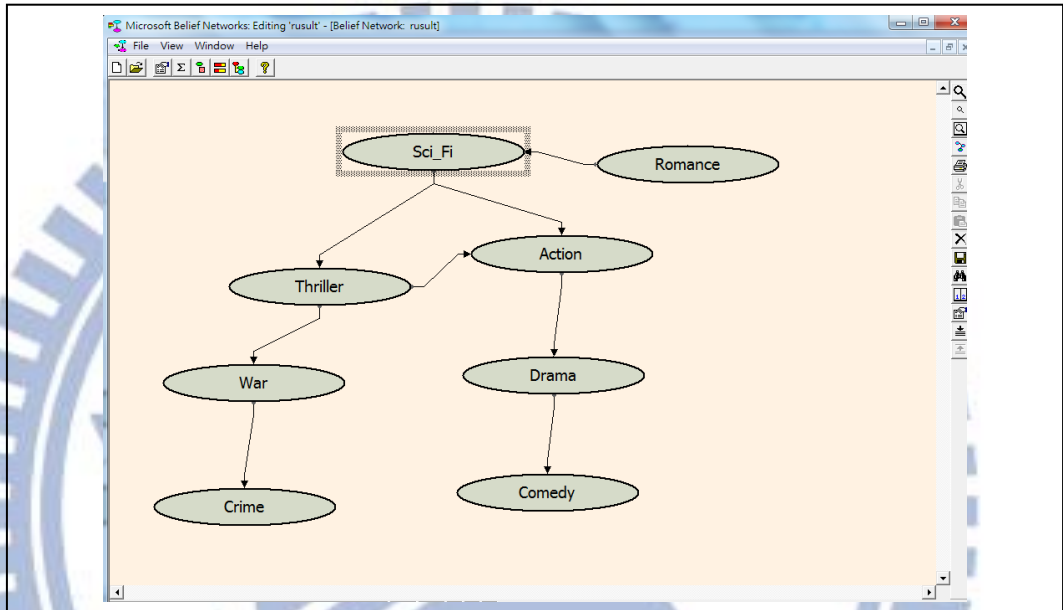 Microsoft Belief Networks: Editing 'rusult' - [Belief Network: rusult]
File View Window Help
Sci_Fi
Romance
Action
Thriller
War
Drama
Crime
Comedy